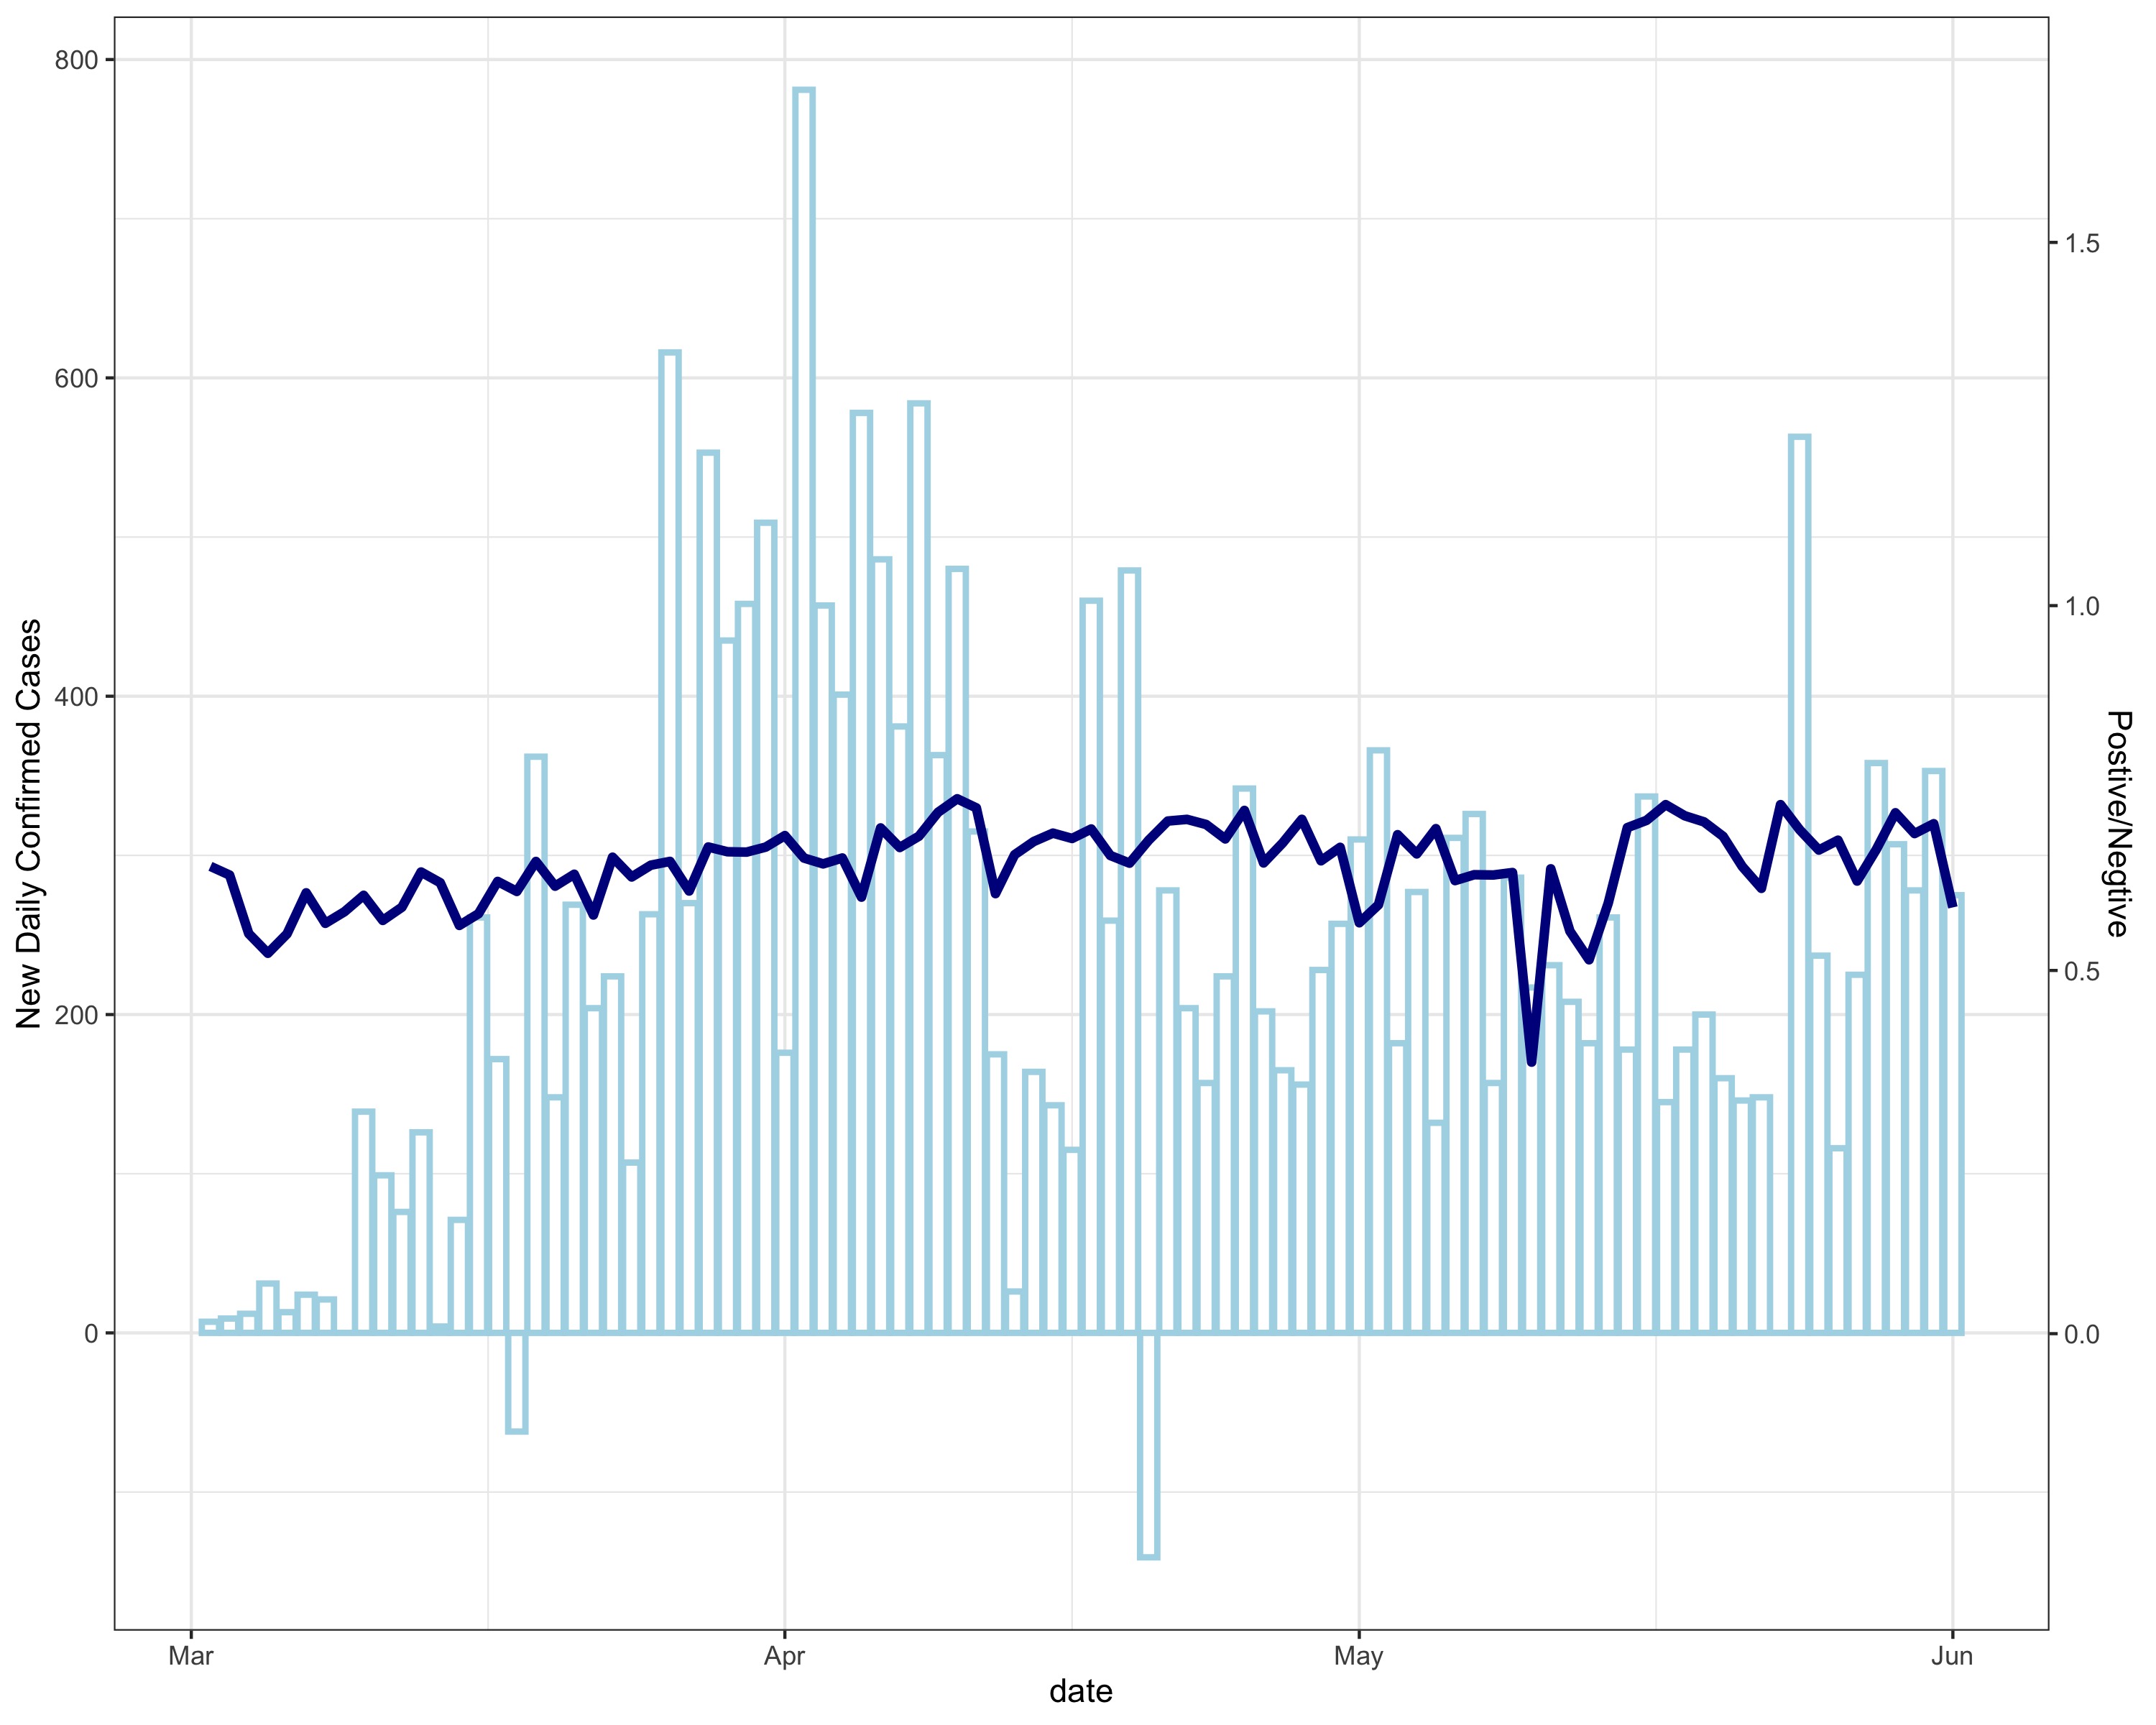 800
600
400
200
0
New Daily Confirmed Cases
1.5
1.0
0.5
0.0
Postive/Negtive
Mar
Apr
May
Jun
date